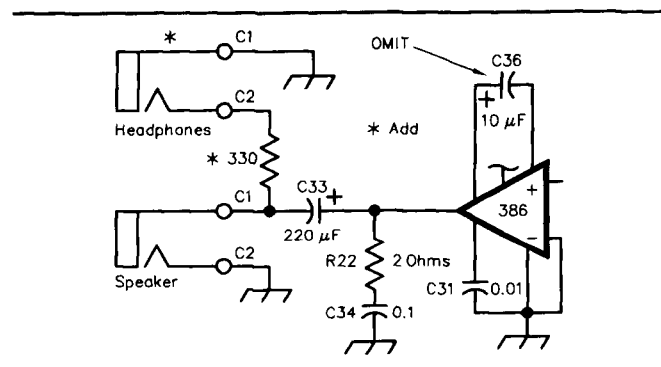 * C1
OMIT
C36
+
10 µF
C2
Headphones
* Add
* 330
C1
C33 +
220 µF
+
386
−
R22 2 Ohms
C2
Speaker
C31 0.01
C34 0.1